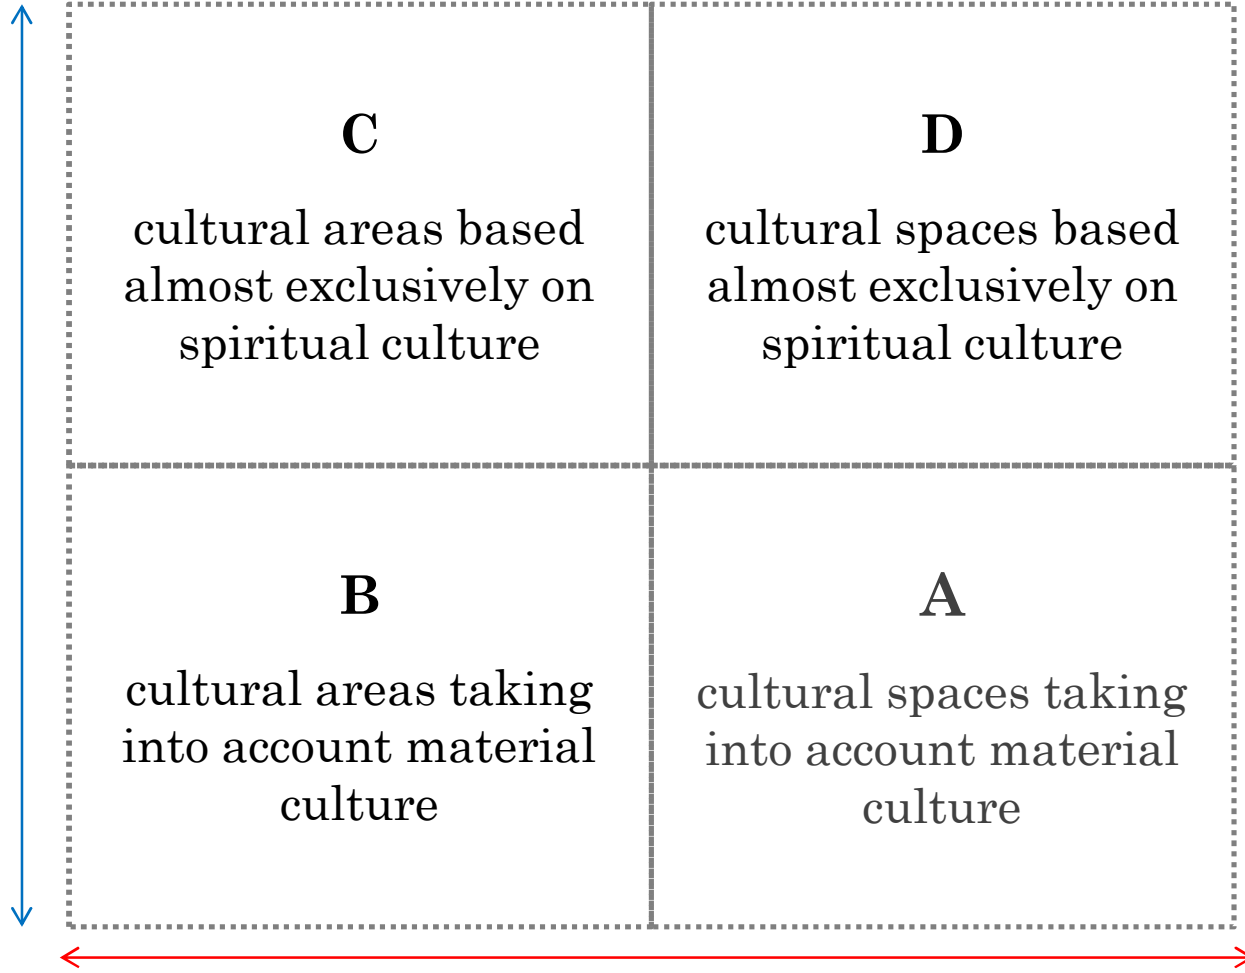 C
cultural areas based
almost exclusively on
spiritual culture
D
cultural spaces based
almost exclusively on
spiritual culture
B
cultural areas taking
into account material
culture
A
cultural spaces taking
into account material
culture